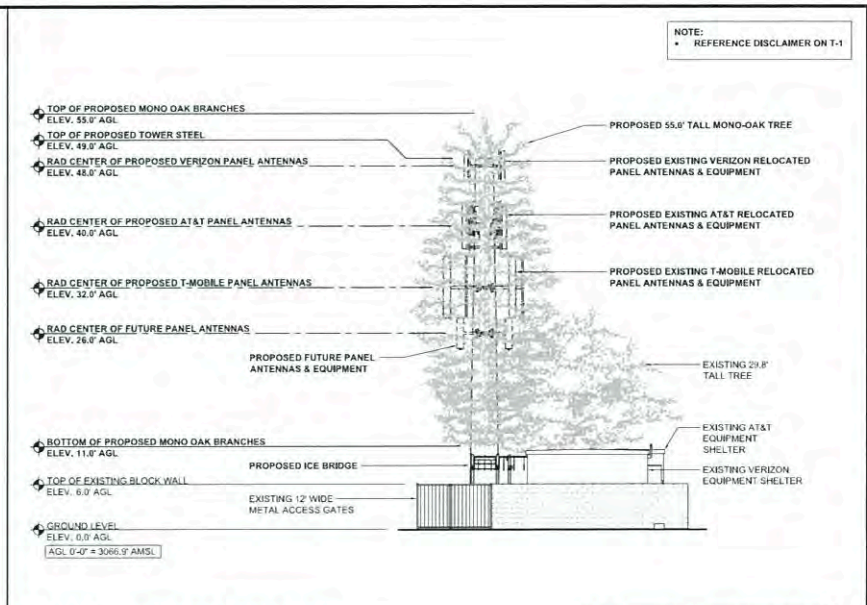 NOTE:
• REFERENCE DISCLAIMER ON T-1
TOP OF PROPOSED MONO OAK BRANCHES
ELEV. 55.0' AGL
TOP OF PROPOSED TOWER STEEL
ELEV. 49.0' AGL
RAD CENTER OF PROPOSED VERIZON PANEL ANTENNAS
ELEV. 48.0' AGL
RAD CENTER OF PROPOSED AT&T PANEL ANTENNAS
ELEV. 40.0' AGL
RAD CENTER OF PROPOSED T-MOBILE PANEL ANTENNAS
ELEV. 32.0' AGL
RAD CENTER OF FUTURE PANEL ANTENNAS
ELEV. 26.0' AGL
PROPOSED FUTURE PANEL
ANTENNAS & EQUIPMENT
BOTTOM OF PROPOSED MONO OAK BRANCHES
ELEV. 11.0' AGL
PROPOSED ICE BRIDGE
TOP OF EXISTING BLOCK WALL
ELEV. 6.0' AGL
EXISTING 12' WIDE
METAL ACCESS GATES
GROUND LEVEL
ELEV. 0.0' AGL
AGL 0'-0" = 3066.9' AMSL
PROPOSED 55.0' TALL MONO-OAK TREE
PROPOSED EXISTING VERIZON RELOCATED
PANEL ANTENNAS & EQUIPMENT
PROPOSED EXISTING AT&T RELOCATED
PANEL ANTENNAS & EQUIPMENT
PROPOSED EXISTING T-MOBILE RELOCATED
PANEL ANTENNAS & EQUIPMENT
EXISTING 29.8'
TALL TREE
EXISTING AT&T
EQUIPMENT
SHELTER
EXISTING VERIZON
EQUIPMENT SHELTER